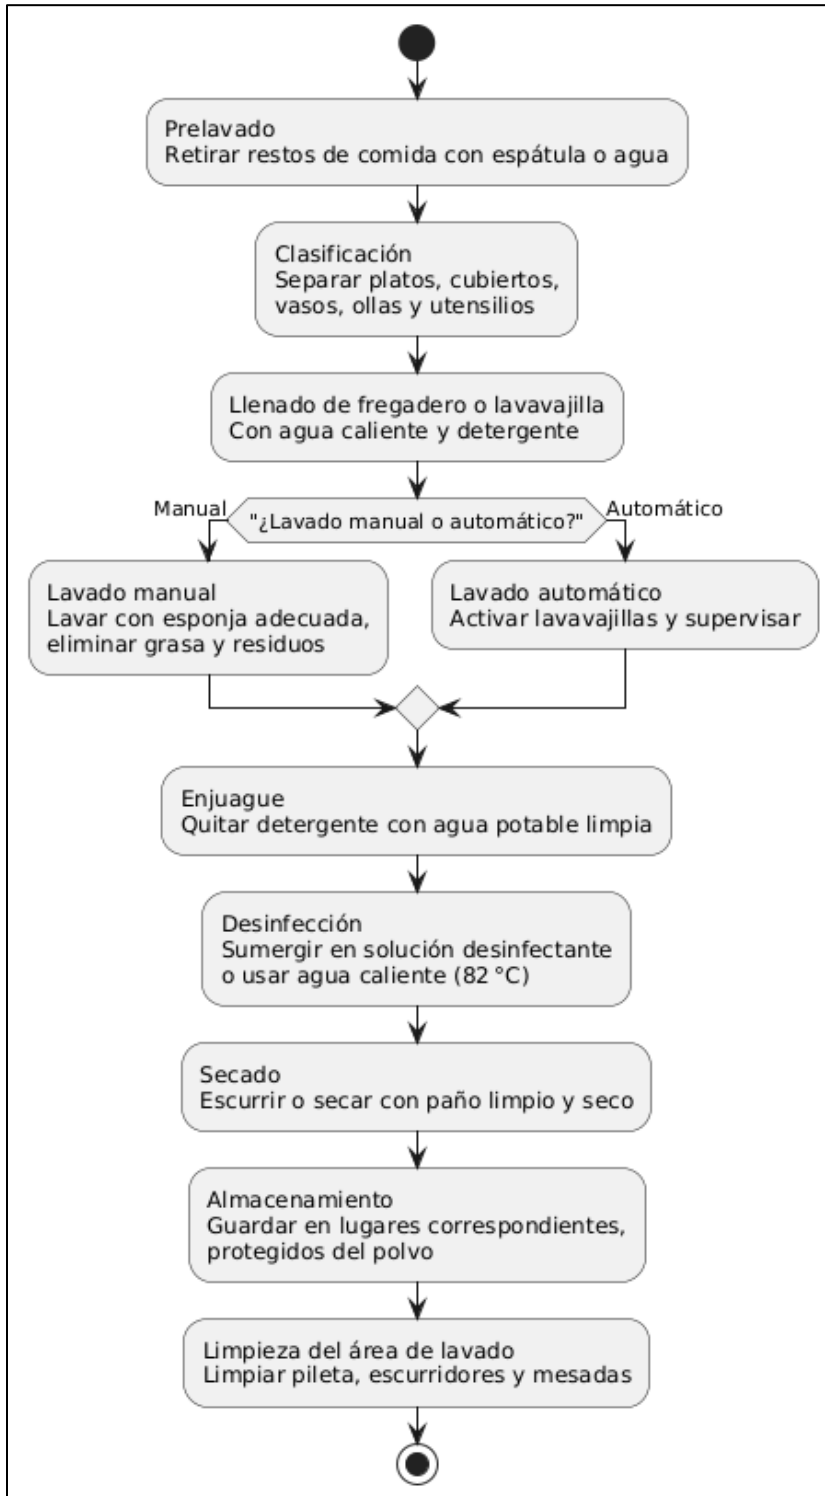 Prelavado
Retirar restos de comida con espátula o agua
Clasificación
Separar platos, cubiertos,
vasos, ollas y utensilios
Llenado de fregadero o lavavajilla
Con agua caliente y detergente
"¿Lavado manual o automático?"
Manual
Automático
Lavado manual
Lavar con esponja adecuada,
eliminar grasa y residuos
Lavado automático
Activar lavavajillas y supervisar
Enjuague
Quitar detergente con agua potable limpia
Desinfección
Sumergir en solución desinfectante
o usar agua caliente (82 °C)
Secado
Escurrir o secar con paño limpio y seco
Almacenamiento
Guardar en lugares correspondientes,
protegidos del polvo
Limpieza del área de lavado
Limpiar pileta, escurridores y mesadas